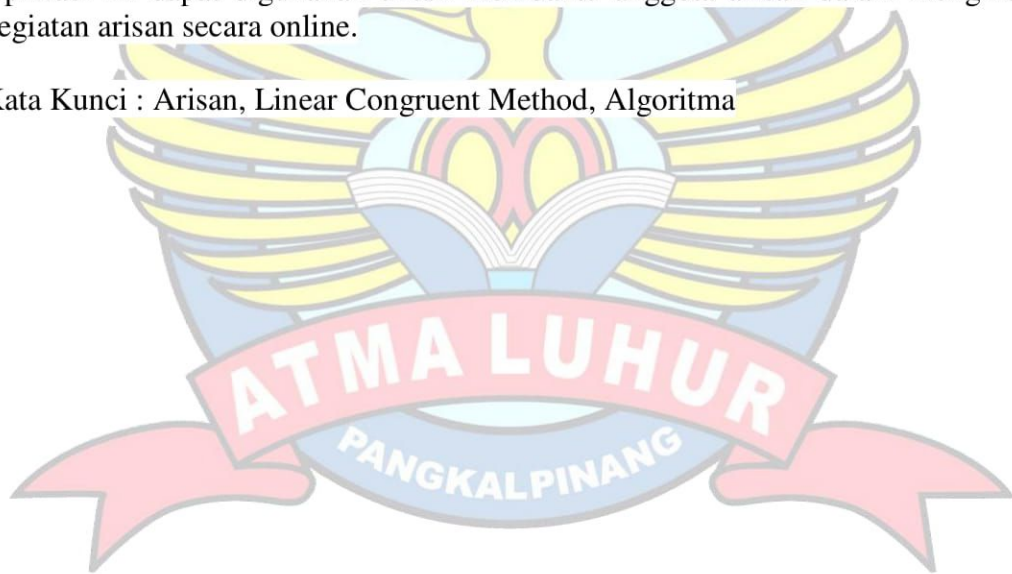 egiatan arisan secara online.
Kata Kunci : Arisan, Linear Congruent Method, Algoritma
ATMA LUHUR
PANGKALPINANG